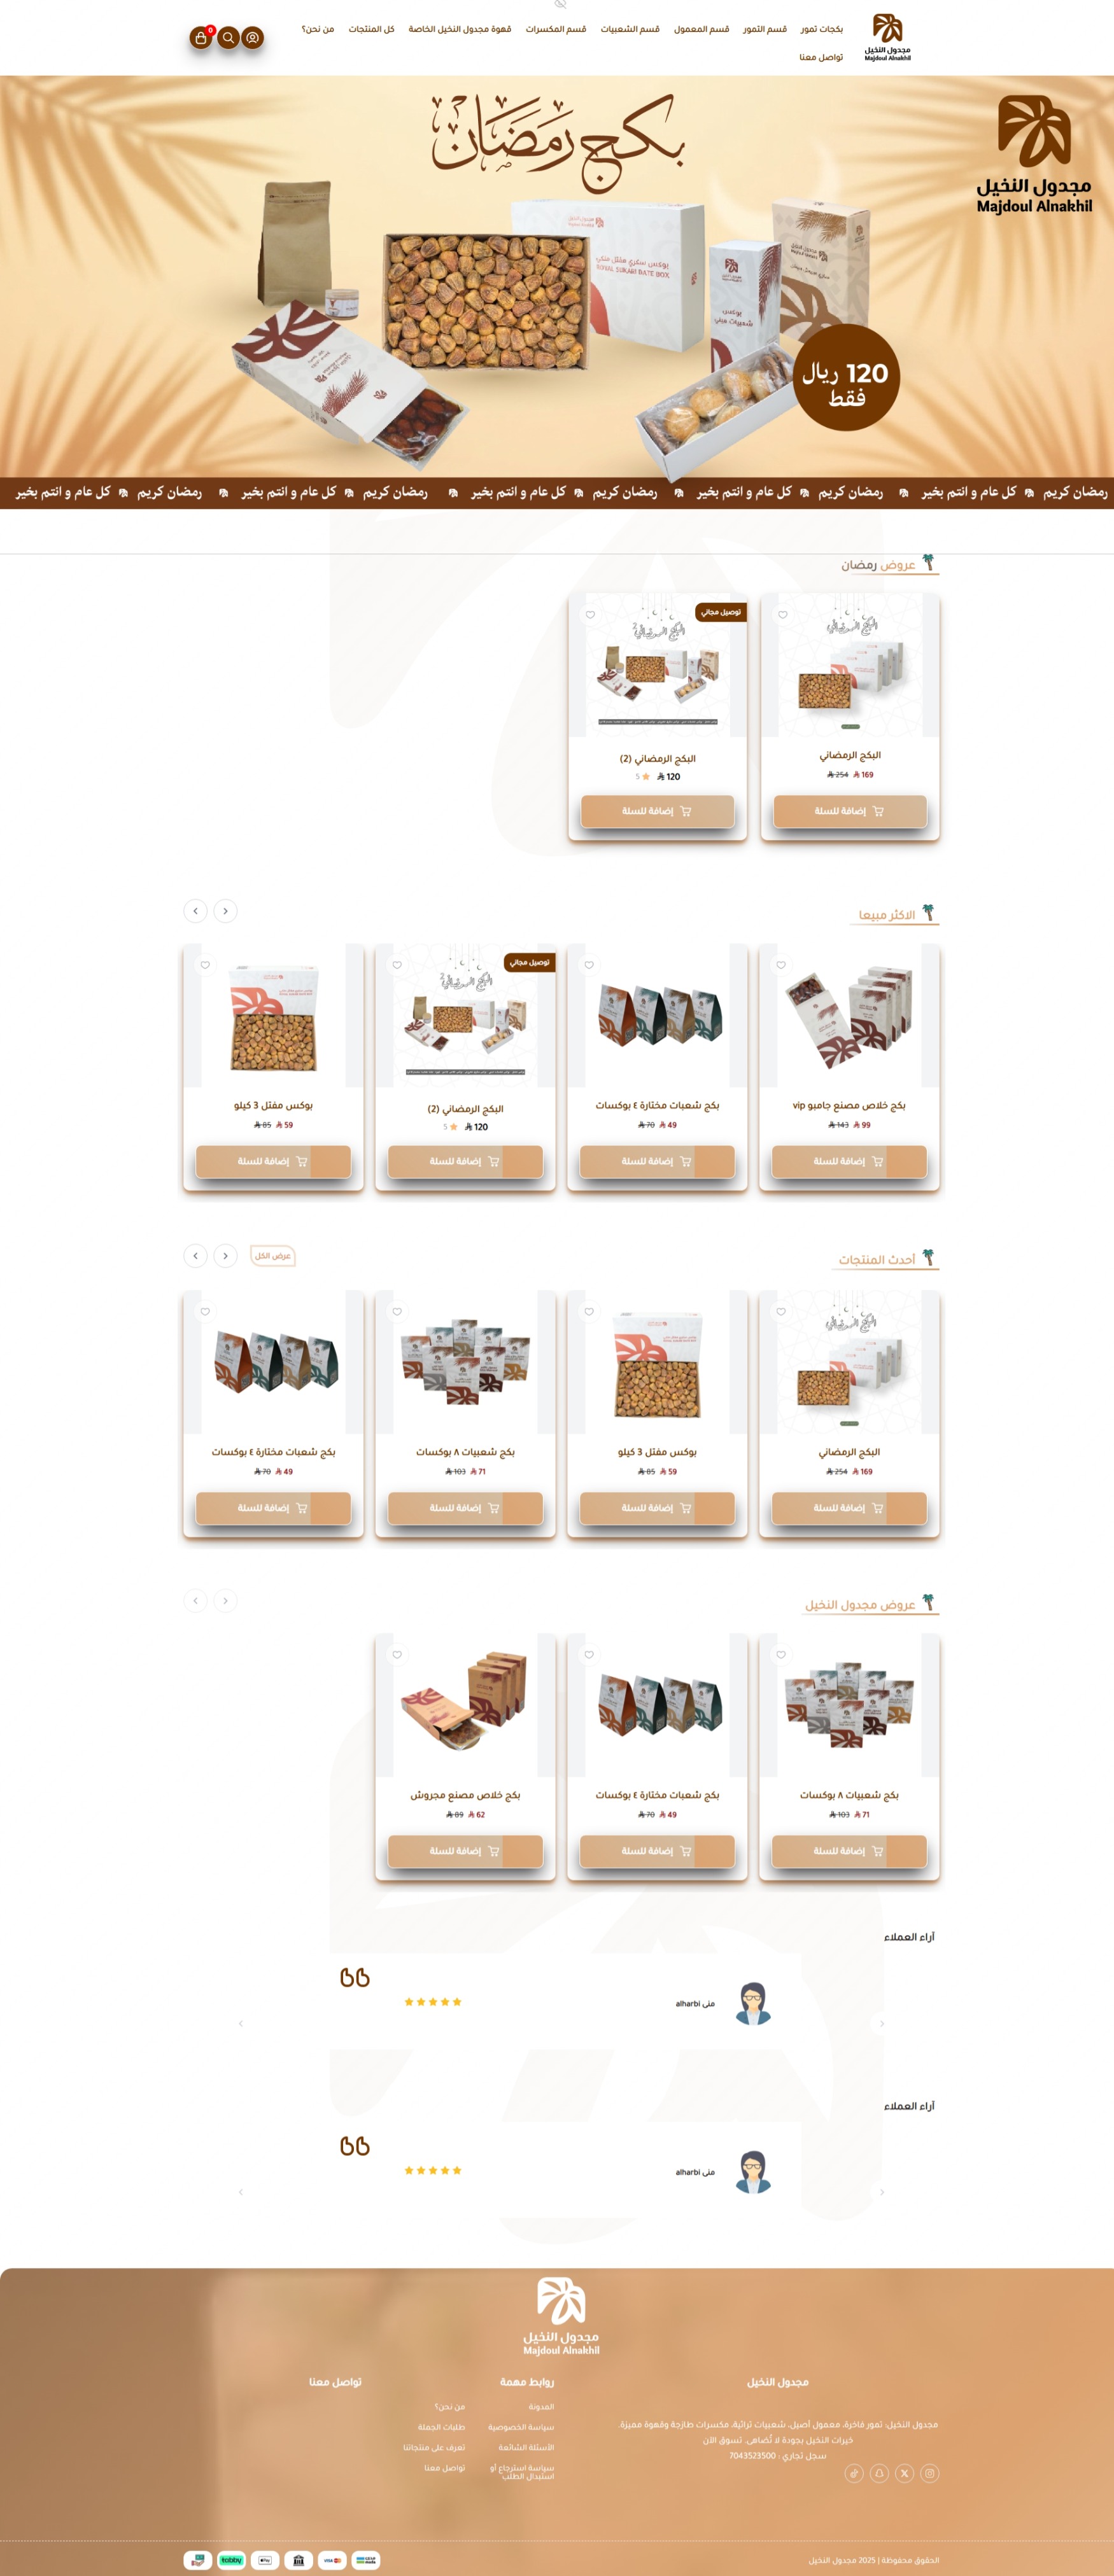 مجدول النخيل
Majdoul Alnakhil
بكجات تمور
قسم التمور
قسم المعمول
قسم الشعبيات
قسم المكسرات
قهوة مجدول النخيل الخاصة
كل المنتجات
من نحن؟
تواصل معنا
0
بكج رمضان
مجدول النخيل
Majdoul Alnakhil
120 ريال
فقط
رمضان كريم كل عام و انتم بخير رمضان كريم كل عام و انتم بخير رمضان كريم كل عام و انتم بخير رمضان كريم كل عام و انتم بخير رمضان كريم كل عام و انتم بخير
عروض رمضان
البكج الرمضاني
169 254
إضافة للسلة
توصيل مجاني
البكج الرمضاني (2)
120 5
إضافة للسلة
الاكثر مبيعا
بكج خلاص مصنع جامبو vip
99 143
إضافة للسلة
بكج شعبات مختارة ٤ بوكسات
49 70
إضافة للسلة
توصيل مجاني
البكج الرمضاني (2)
120 5
إضافة للسلة
بوكس مفتل 3 كيلو
59 85
إضافة للسلة
أحدث المنتجات
عرض الكل
البكج الرمضاني
169 254
إضافة للسلة
بوكس مفتل 3 كيلو
59 85
إضافة للسلة
بكج شعبيات ٨ بوكسات
71 103
إضافة للسلة
بكج شعبات مختارة ٤ بوكسات
49 70
إضافة للسلة
عروض مجدول النخيل
بكج شعبيات ٨ بوكسات
71 103
إضافة للسلة
بكج شعبات مختارة ٤ بوكسات
49 70
إضافة للسلة
بكج خلاص مصنع مجروش
62 89
إضافة للسلة
آراء العملاء
منى alharbi
آراء العملاء
منى alharbi
مجدول النخيل
Majdoul Alnakhil
مجدول النخيل
مجدول النخيل: تمور فاخرة، معمول أصيل، شعبيات تراثية، مكسرات طازجة وقهوة مميزة.
خيرات النخيل بجودة لا تُضاهى. تسوق الآن
سجل تجاري : 7043523500
روابط مهمة
المدونة
من نحن؟
سياسة الخصوصية
طلبات الجملة
الأسئلة الشائعة
تعرف على منتجاتنا
سياسة استرجاع أو
استبدال الطلب
تواصل معنا
تواصل معنا
الحقوق محفوظة | 2025 مجدول النخيل
mada
VISA
Pay
tabby